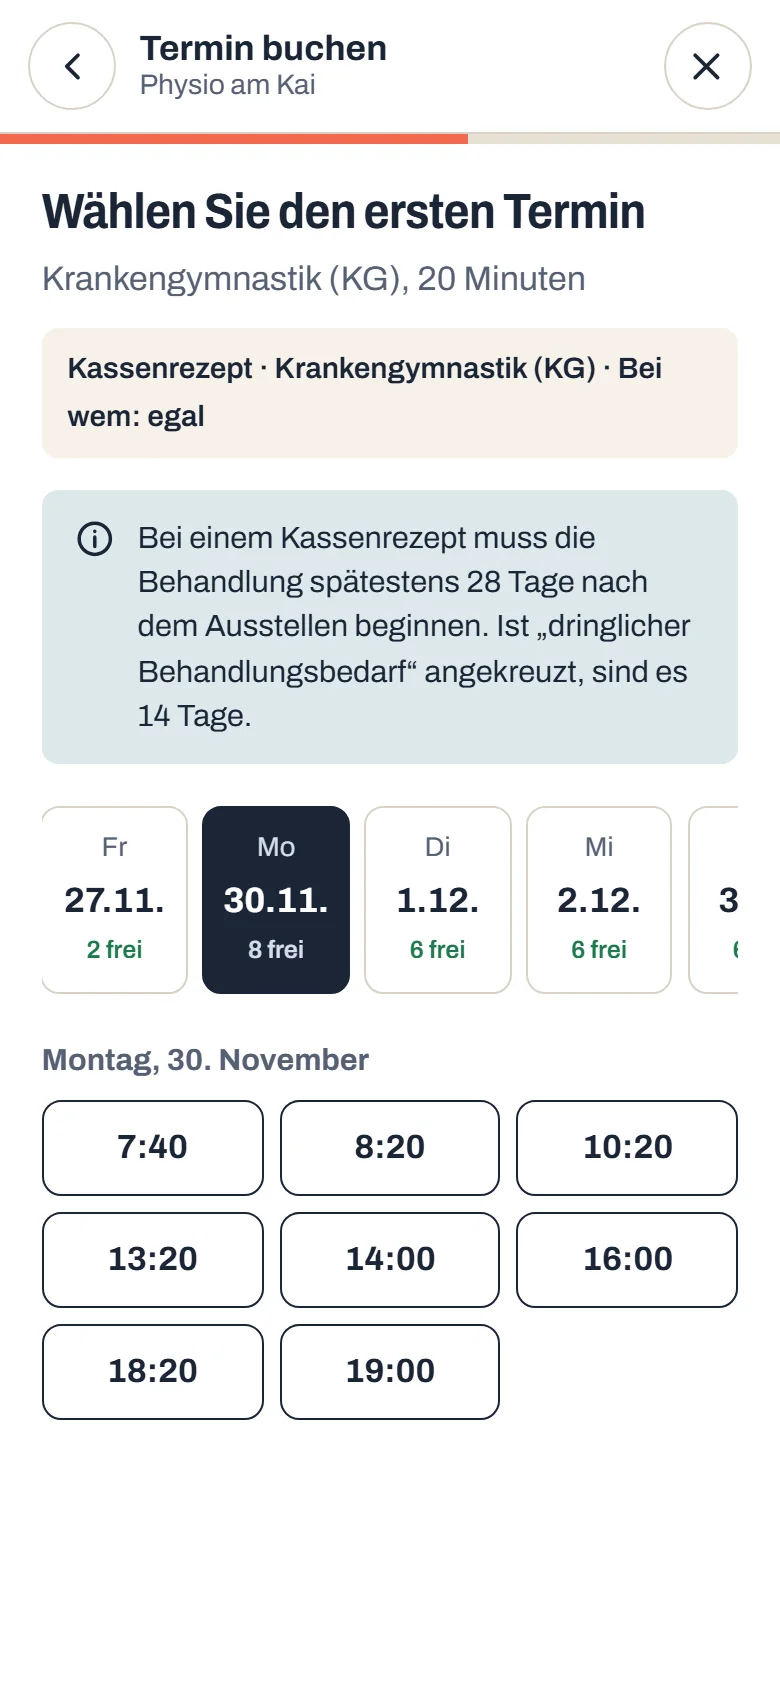 Termin buchen
Physio am Kai
Wählen Sie den ersten Termin
Krankengymnastik (KG), 20 Minuten
Kassenrezept · Krankengymnastik (KG) · Bei
wem: egal
Bei einem Kassenrezept muss die
Behandlung spätestens 28 Tage nach
dem Ausstellen beginnen. Ist „dringlicher
Behandlungsbedarf“ angekreuzt, sind es
14 Tage.
Fr Mo Di Mi
27.11. 30.11. 1.12. 2.12. 3
2 frei 8 frei 6 frei 6 frei
Montag, 30. November
7:40 8:20 10:20
13:20 14:00 16:00
18:20 19:00